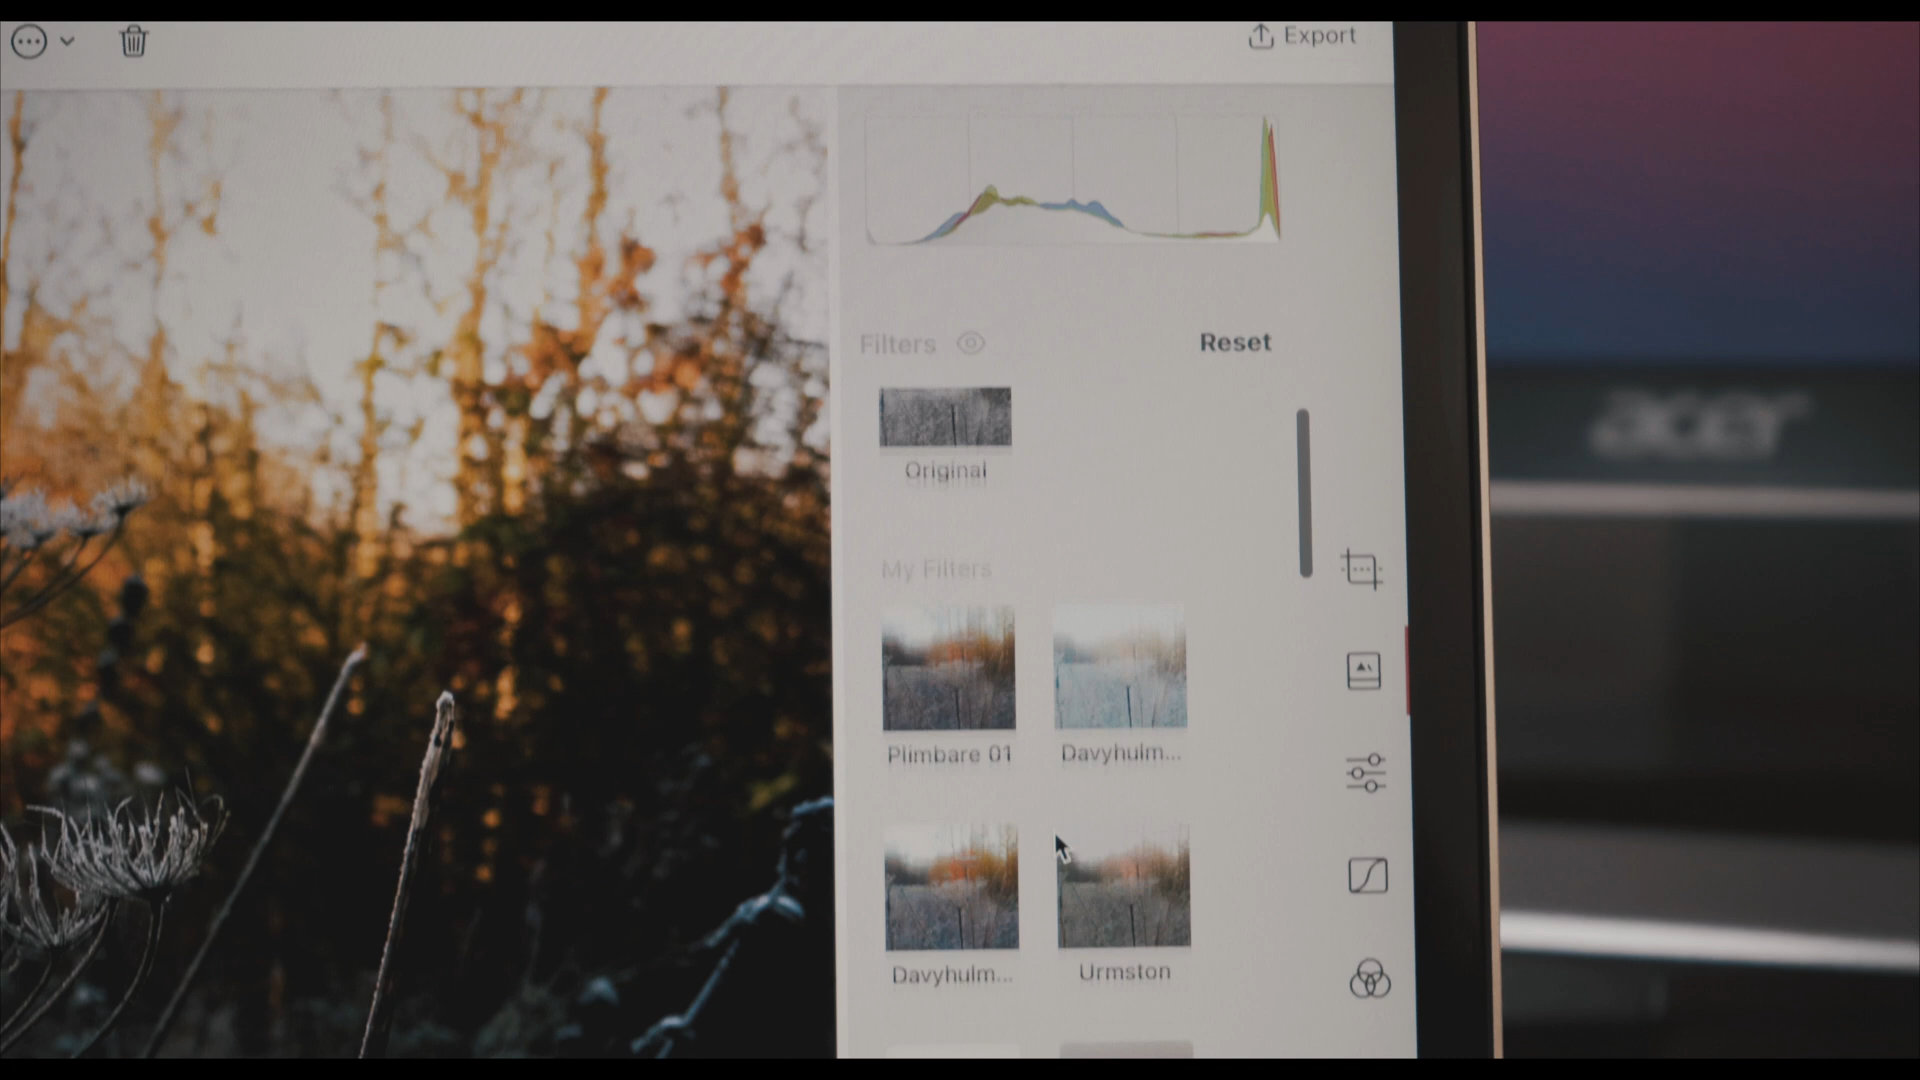 Export
Filters
Reset
Original
My Filters
Plimbare 01
Davyhulm...
Davyhulm...
Urmston
acer